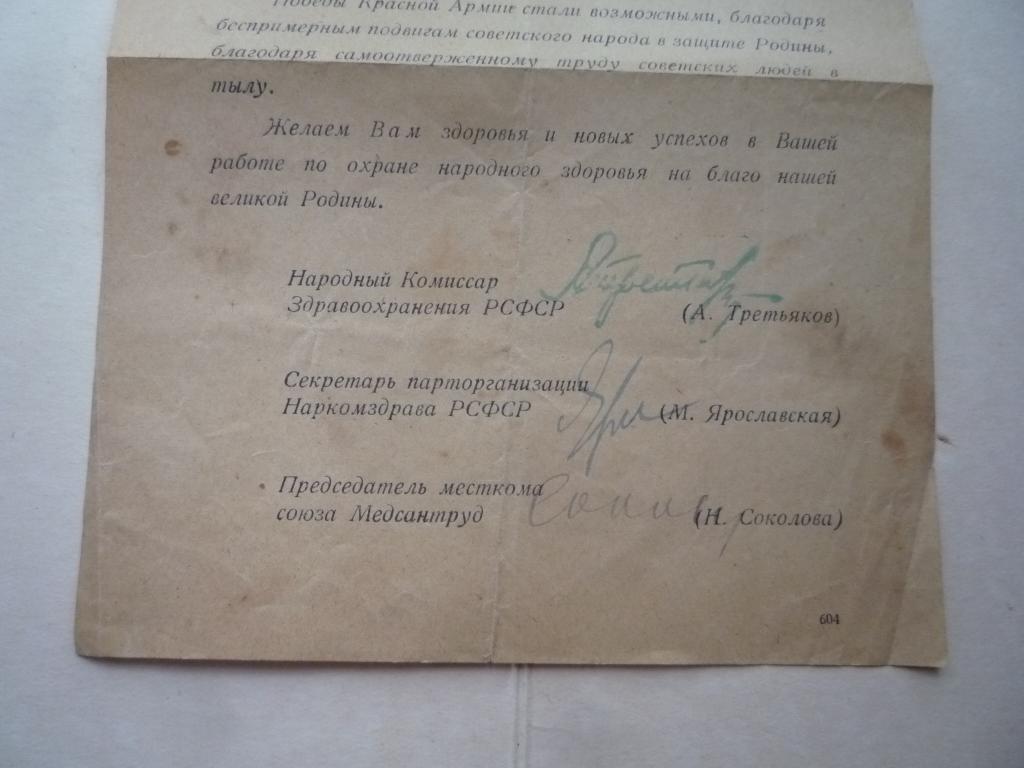 Победы Красной Армии стали возможными, благодаря
беспримерным подвигам советского народа в защите Родины,
благодаря самоотверженному труду советских людей в
тылу.
Желаем Вам здоровья и новых успехов в Вашей
работе по охране народного здоровья на благо нашей
великой Родины.
Народный Комиссар
Здравоохранения РСФСР (А. Третьяков)
Секретарь парторганизации
Наркомздрава РСФСР (М. Ярославская)
Председатель месткома
союза Медсантруд (Н. Соколова)
604